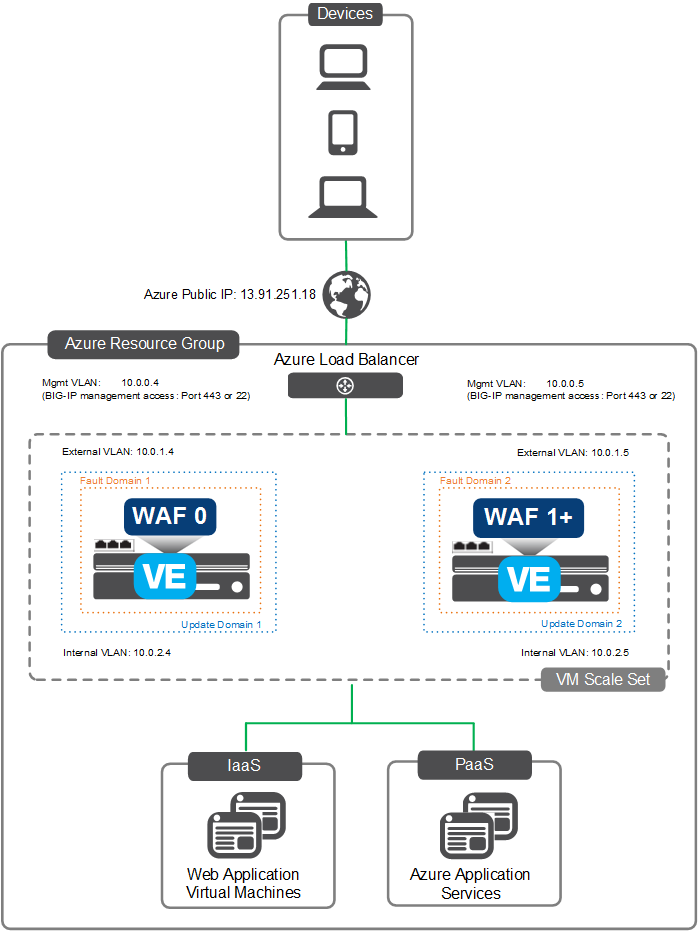 Devices
Azure Public IP: 13.91.251.18
Azure Resource Group
Azure Load Balancer
Mgmt VLAN: 10.0.0.4
(BIG-IP management access: Port 443 or 22)
Mgmt VLAN: 10.0.0.5
(BIG-IP management access: Port 443 or 22)
External VLAN: 10.0.1.4
External VLAN: 10.0.1.5
Fault Domain 1
WAF 0
VE
Update Domain 1
Fault Domain 2
WAF 1+
VE
Update Domain 2
Internal VLAN: 10.0.2.4
Internal VLAN: 10.0.2.5
VM Scale Set
IaaS
Web Application
Virtual Machines
PaaS
Azure Application
Services